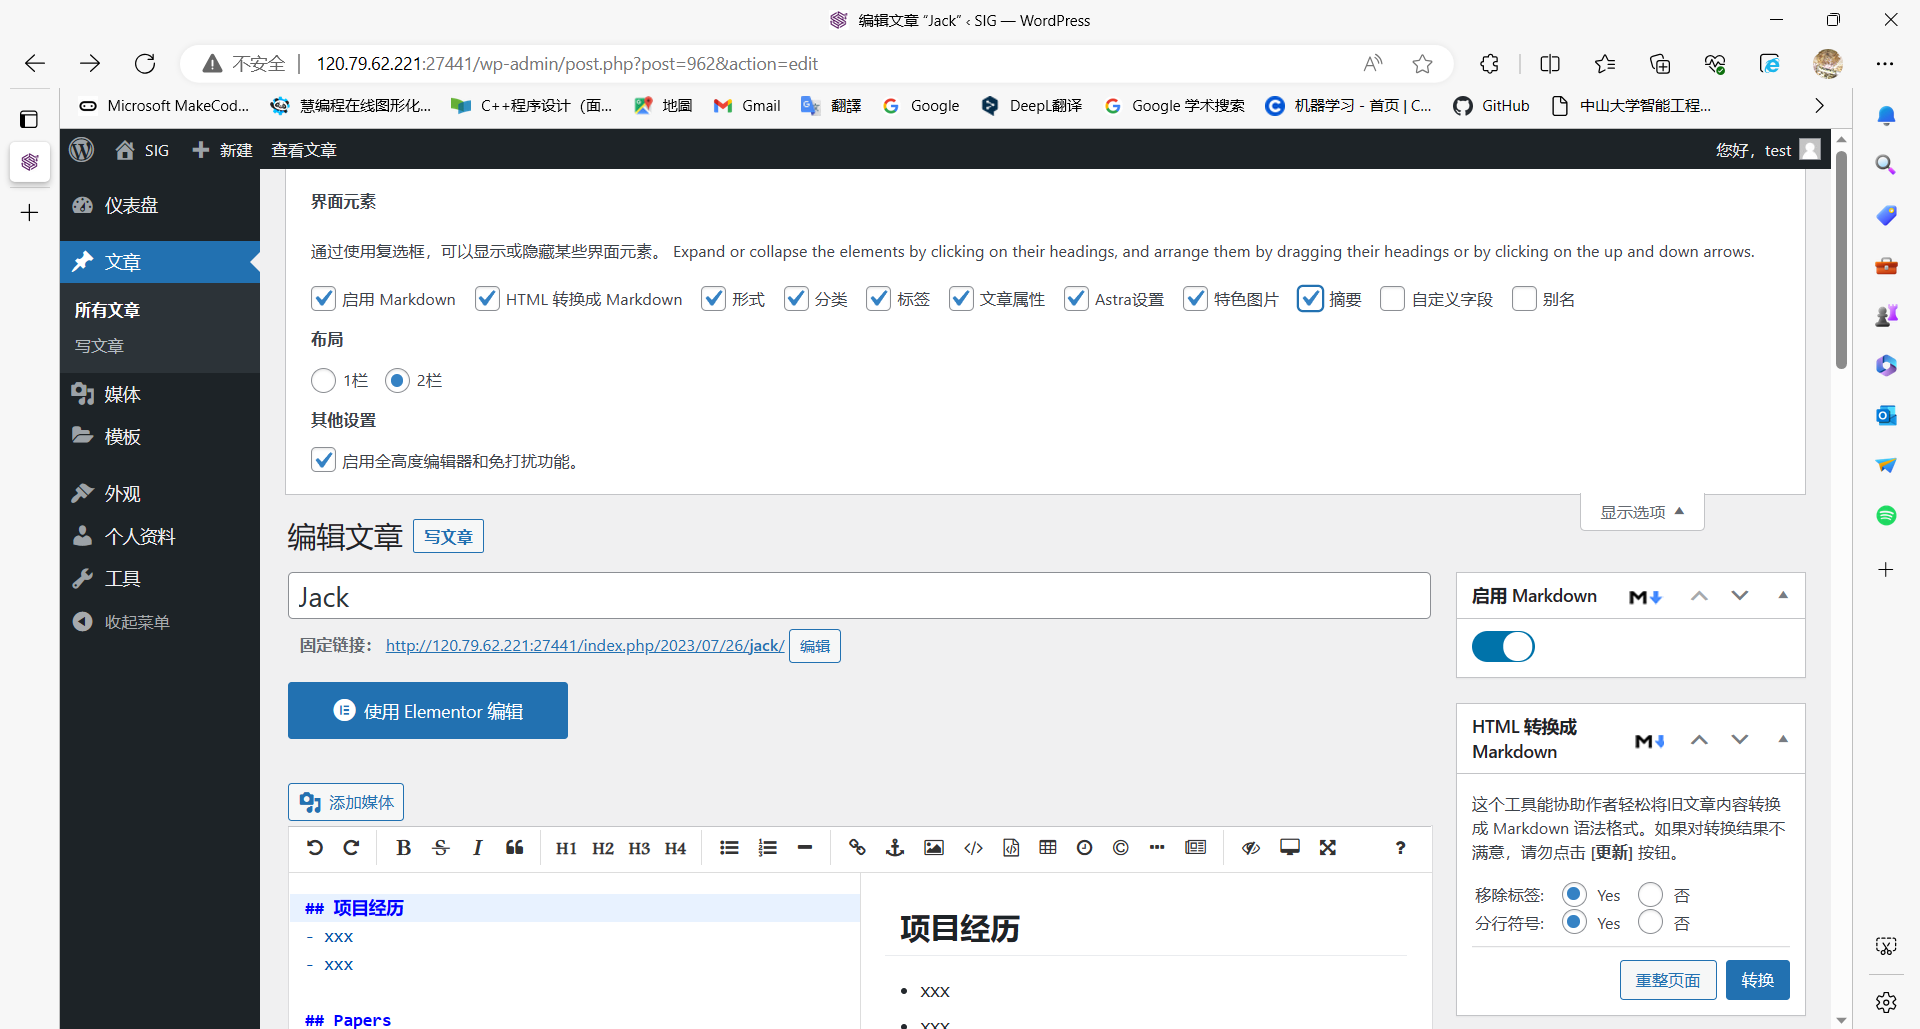 编辑文章 “Jack” ‹ SIG — WordPress
不安全 120.79.62.221:27441/wp-admin/post.php?post=962&action=edit
Microsoft MakeCod... 慧编程在线图形化... C++程序设计（面... 地圖 Gmail 翻譯 Google DeepL翻译 Google 学术搜索 机器学习 - 首页 | C... GitHub 中山大学智能工程...
SIG 新建 查看文章 您好，test
仪表盘
文章
所有文章
写文章
媒体
模板
外观
个人资料
工具
收起菜单
界面元素
通过使用复选框，可以显示或隐藏某些界面元素。 Expand or collapse the elements by clicking on their headings, and arrange them by dragging their headings or by clicking on the up and down arrows.
启用 Markdown HTML 转换成 Markdown 形式 分类 标签 文章属性 Astra设置 特色图片 摘要 自定义字段 别名
布局
1栏 2栏
其他设置
启用全高度编辑器和免打扰功能。
显示选项
编辑文章 写文章
Jack
固定链接： http://120.79.62.221:27441/index.php/2023/07/26/jack/ 编辑
使用 Elementor 编辑
添加媒体
B S I H1 H2 H3 H4 ?
## 项目经历
- xxx
- xxx
## Papers
项目经历
• xxx
• xxx
启用 Markdown M
HTML 转换成
Markdown M
这个工具能协助作者轻松将旧文章内容转换
成 Markdown 语法格式。如果对转换结果不
满意，请勿点击 [更新] 按钮。
移除标签: Yes 否
分行符号: Yes 否
重整页面 转换